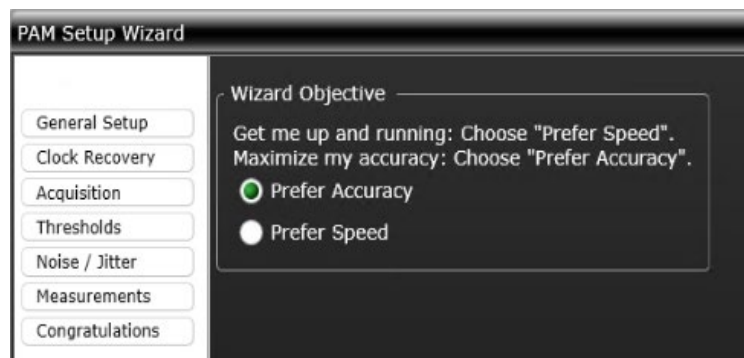 PAM Setup Wizard
General Setup
Clock Recovery
Acquisition
Thresholds
Noise / Jitter
Measurements
Congratulations
Wizard Objective
Get me up and running: Choose "Prefer Speed".
Maximize my accuracy: Choose "Prefer Accuracy".
Prefer Accuracy
Prefer Speed